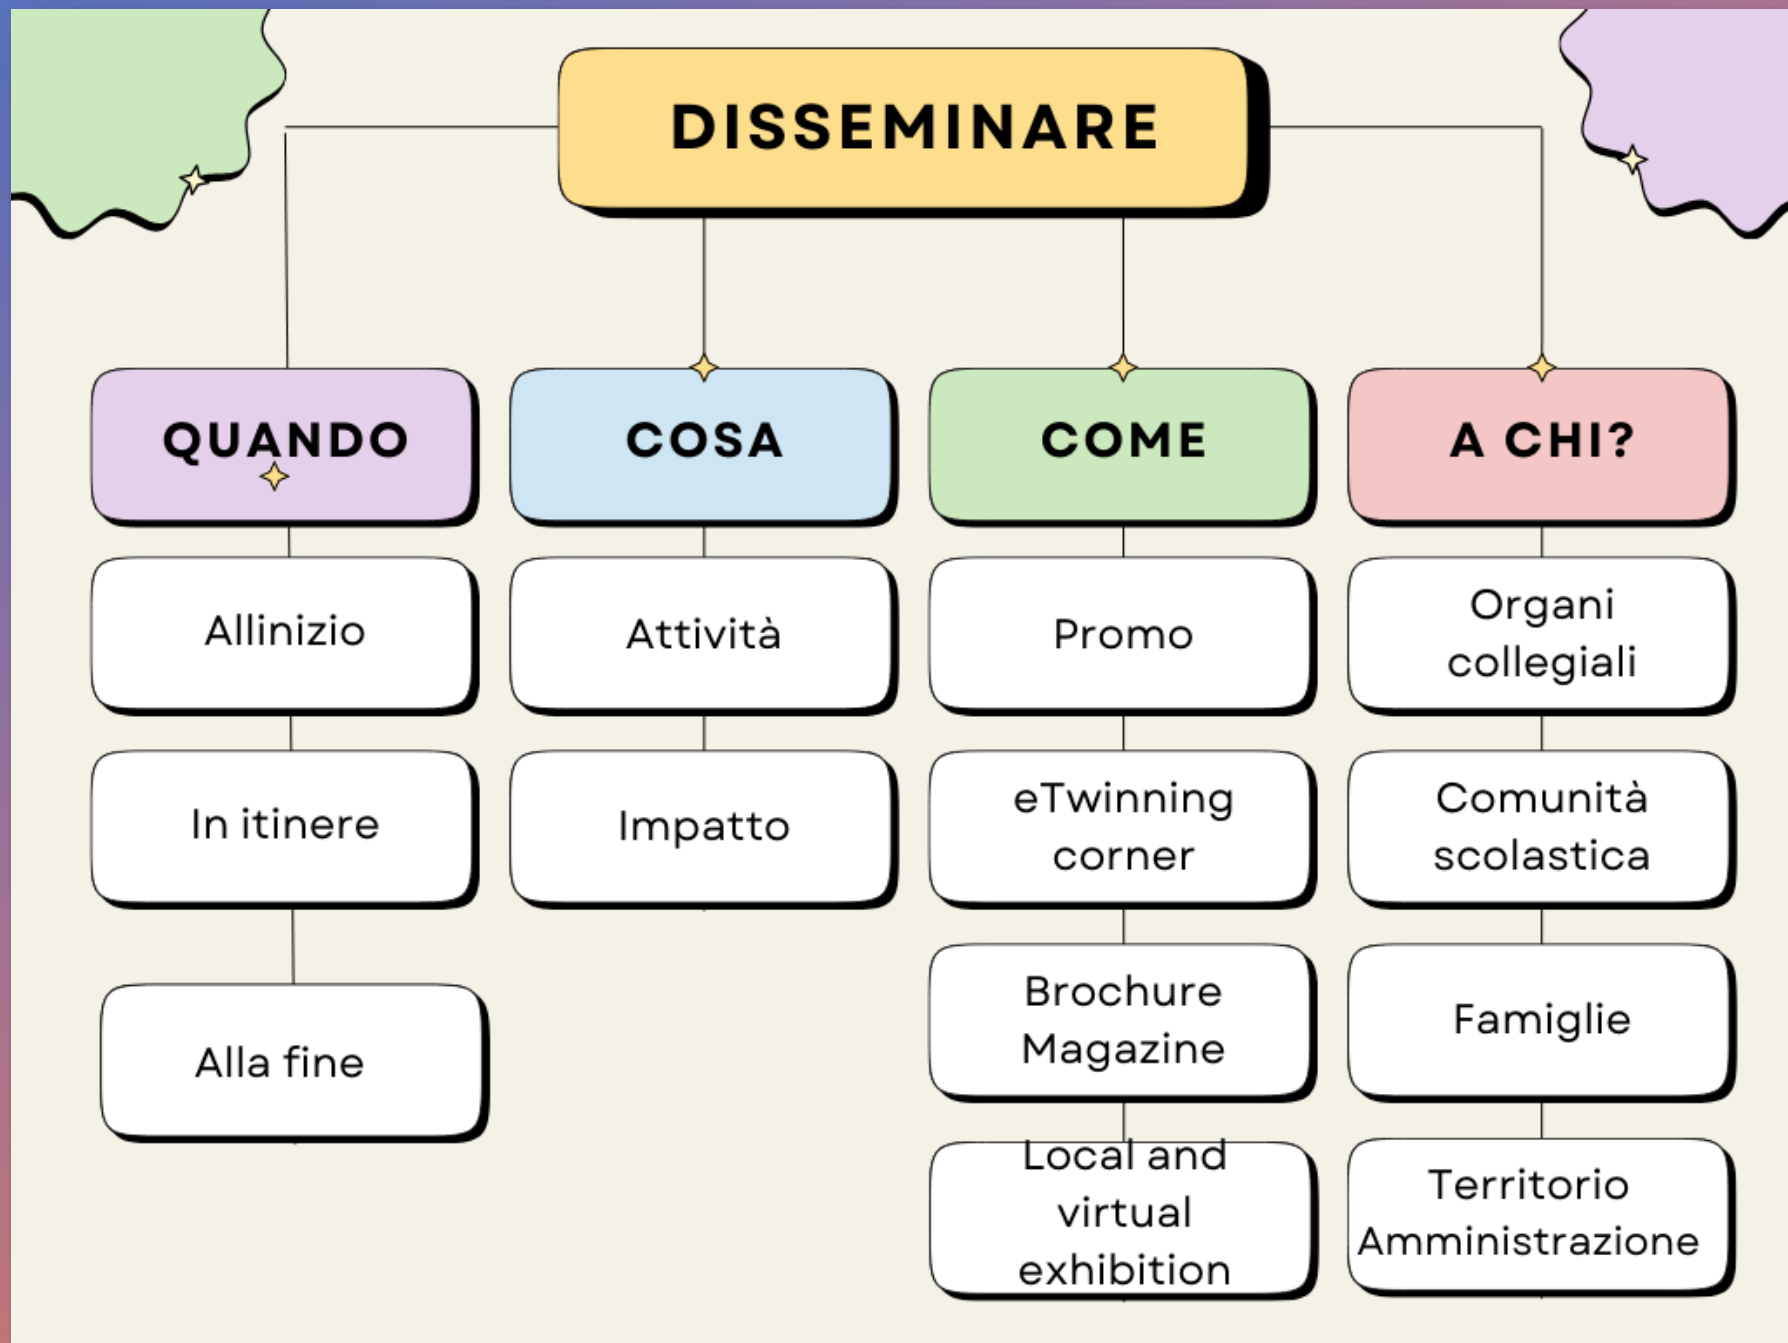 DISSEMINARE
QUANDO
Allinizio
In itinere
Alla fine
COSA
Attività
Impatto
COME
Promo
eTwinning
corner
Brochure
Magazine
Local and
virtual
exhibition
A CHI?
Organi
collegiali
Comunità
scolastica
Famiglie
Territorio
Amministrazione